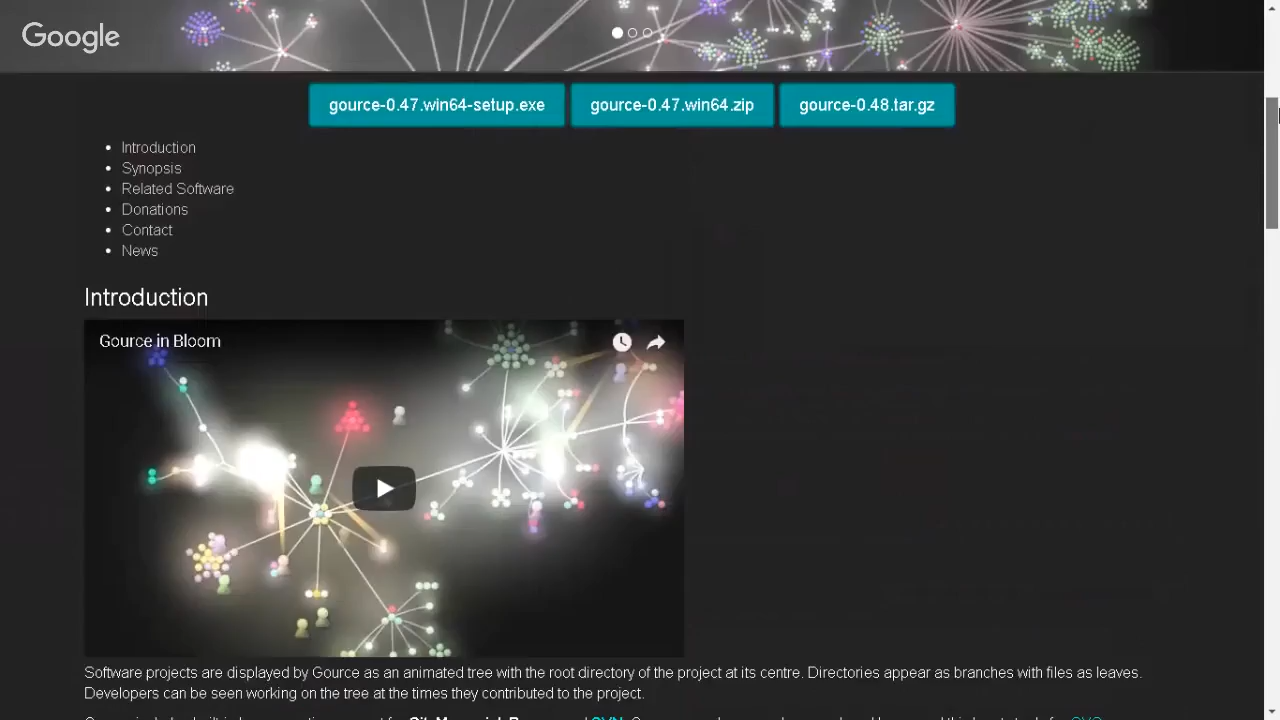 Google
gource-0.47.win64-setup.exe
gource-0.47.win64.zip
gource-0.48.tar.gz
Introduction
Synopsis
Related Software
Donations
Contact
News
Introduction
Gource in Bloom
Software projects are displayed by Gource as an animated tree with the root directory of the project at its centre. Directories appear as branches with files as leaves.
Developers can be seen working on the tree at the times they contributed to the project.